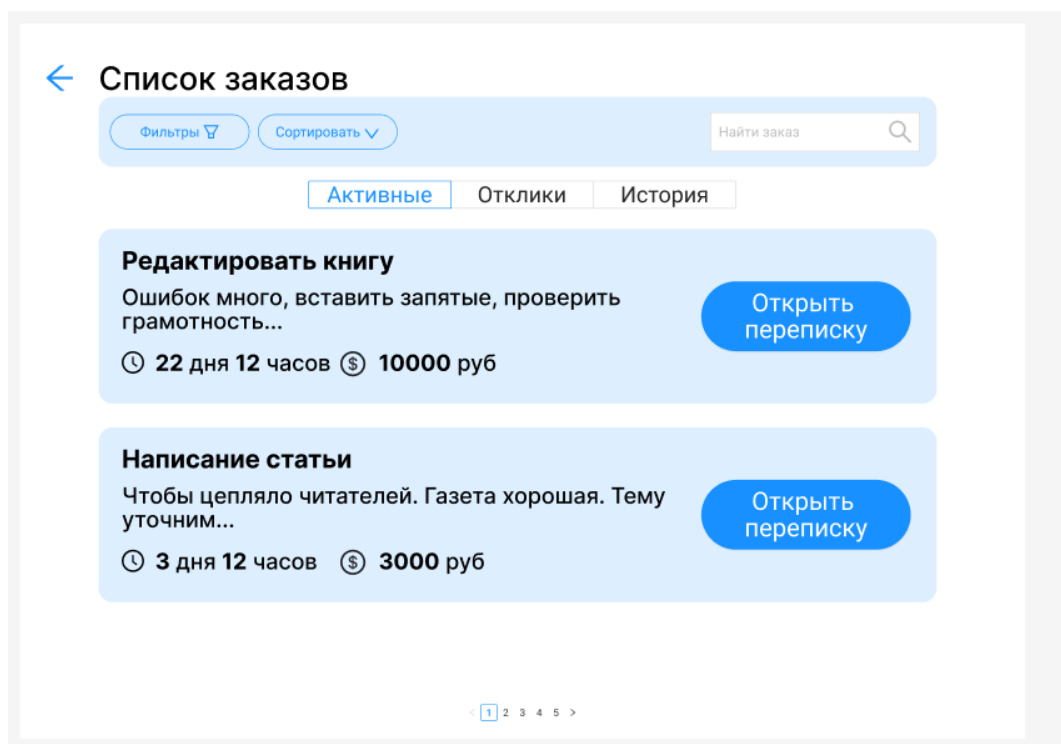 Список заказов
Фильтры Сортировать Найти заказ
Активные Отклики История
Редактировать книгу
Ошибок много, вставить запятые, проверить
грамотность...
22 дня 12 часов $ 10000 руб
Открыть
переписку
Написание статьи
Чтобы цепляло читателей. Газета хорошая. Тему
уточним...
3 дня 12 часов $ 3000 руб
Открыть
переписку
< 1 2 3 4 5 >